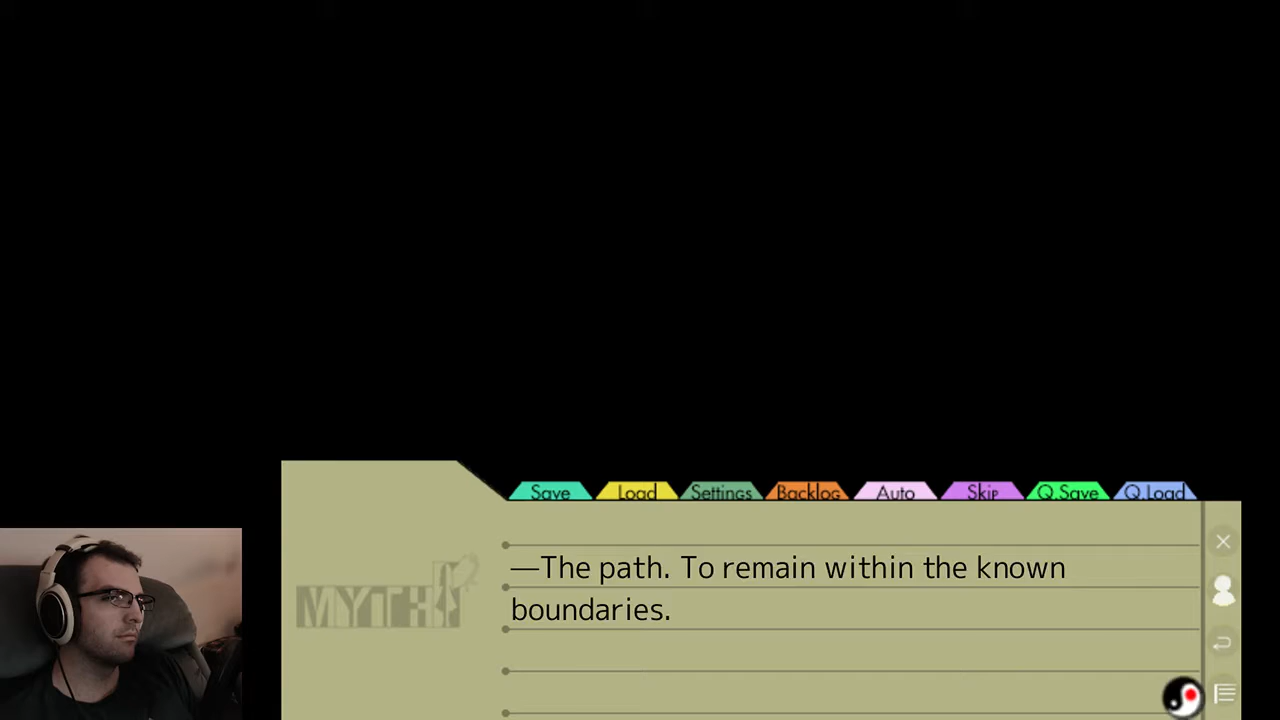 Save Load Settings Backlog Auto Skip Q.Save Q.Load
—The path. To remain within the known
boundaries.
MYTH